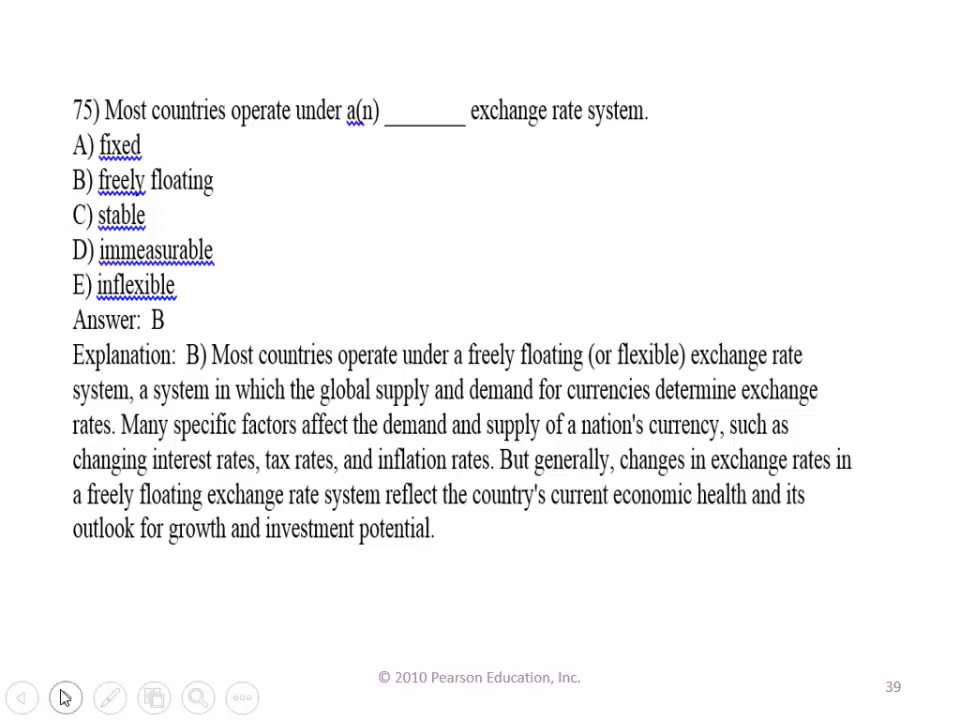 75) Most countries operate under a(n) ________ exchange rate system.
A) fixed
B) freely floating
C) stable
D) immeasurable
E) inflexible
Answer:  B
Explanation:  B) Most countries operate under a freely floating (or flexible) exchange rate
system, a system in which the global supply and demand for currencies determine exchange
rates. Many specific factors affect the demand and supply of a nation's currency, such as
changing interest rates, tax rates, and inflation rates. But generally, changes in exchange rates in
a freely floating exchange rate system reflect the country's current economic health and its
outlook for growth and investment potential.
© 2010 Pearson Education, Inc.
39